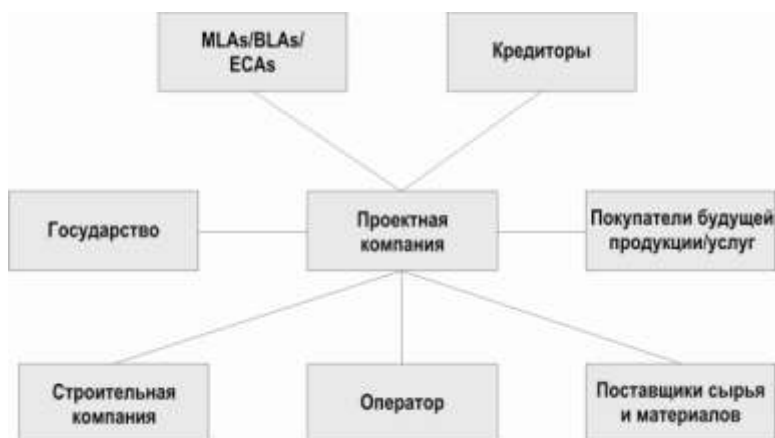 MLAs/BLAs/
ECAs
Кредиторы
Государство
Проектная
компания
Покупатели будущей
продукции/услуг
Строительная
компания
Оператор
Поставщики сырья
и материалов